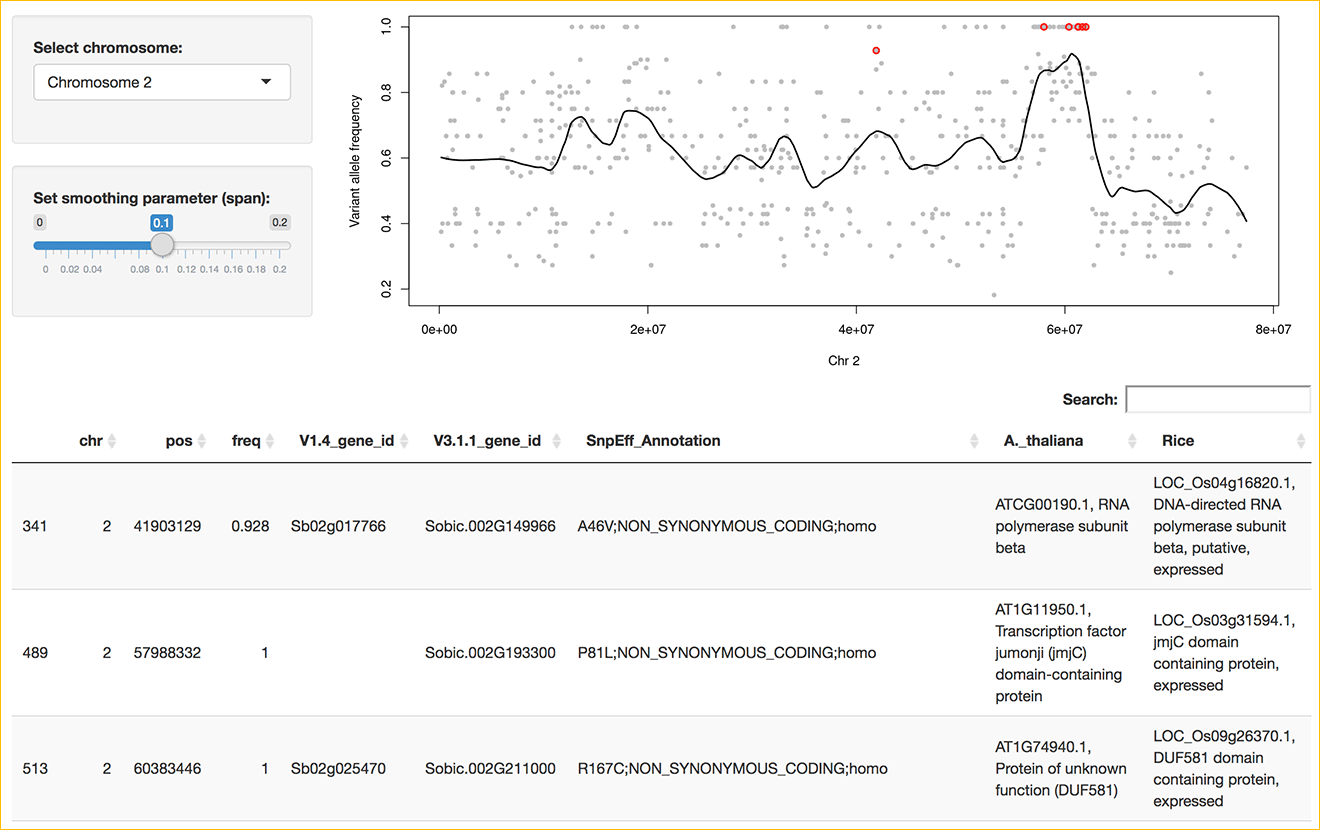 Select chromosome:
Chromosome 2
Set smoothing parameter (span):
0 0.1 0.2
0 0.02 0.04 0.08 0.1 0.12 0.14 0.16 0.18 0.2
Variant allele frequency
1.0
0.8
0.6
0.4
0.2
0e+00 2e+07 4e+07 6e+07 8e+07
Chr 2
Search:
chr pos freq V1.4_gene_id V3.1.1_gene_id SnpEff_Annotation A._thaliana Rice
341 2 41903129 0.928 Sb02g017766 Sobic.002G149966 A46V;NON_SYNONYMOUS_CODING;homo
ATCG00190.1, RNA
polymerase subunit
beta
LOC_Os04g16820.1,
DNA-directed RNA
polymerase subunit
beta, putative,
expressed
489 2 57988332 1 Sobic.002G193300 P81L;NON_SYNONYMOUS_CODING;homo
AT1G11950.1,
Transcription factor
jumonji (jmjC)
domain-containing
protein
LOC_Os03g31594.1,
jmjC domain
containing protein,
expressed
513 2 60383446 1 Sb02g025470 Sobic.002G211000 R167C;NON_SYNONYMOUS_CODING;homo
AT1G74940.1,
Protein of unknown
function (DUF581)
LOC_Os09g26370.1,
DUF581 domain
containing protein,
expressed